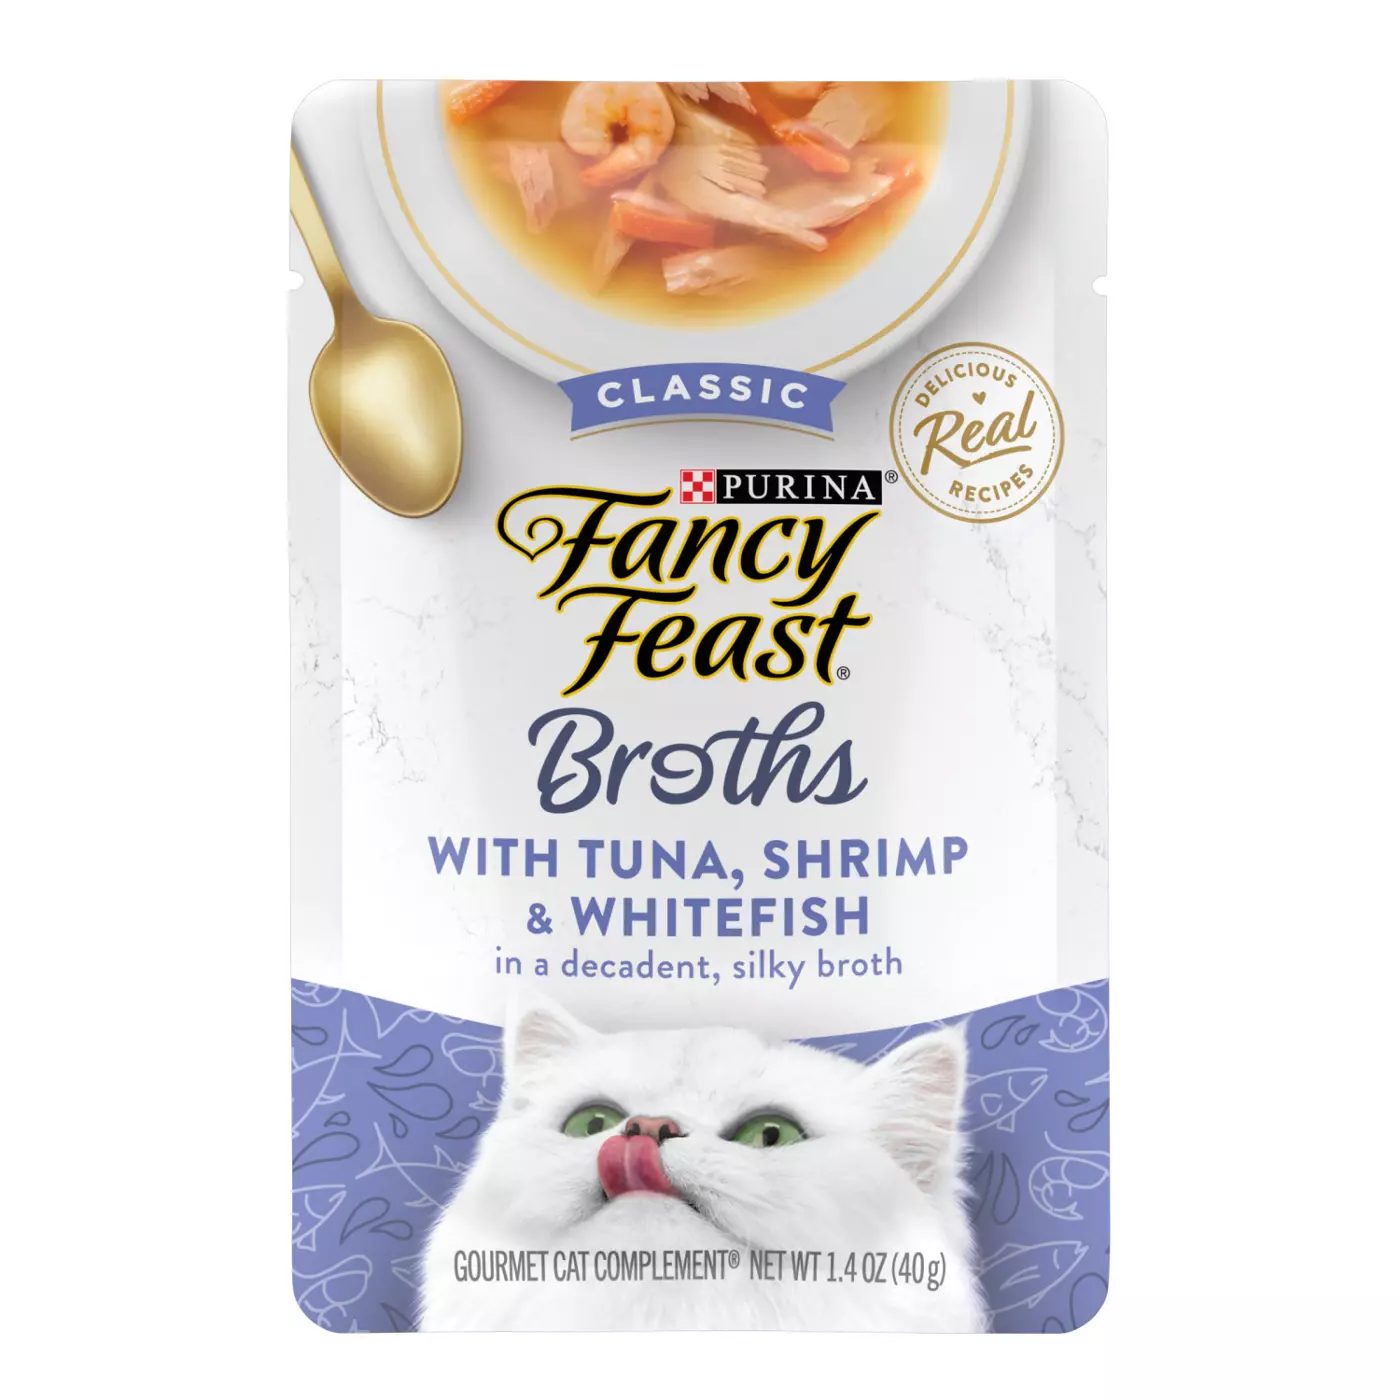 CLASSIC
DELICIOUS
Real
RECIPES
PURINA®
Fancy
Feast®
Broths
WITH TUNA, SHRIMP
& WHITEFISH
in a decadent, silky broth
GOURMET CAT COMPLEMENT® NET WT 1.4 OZ (40g)